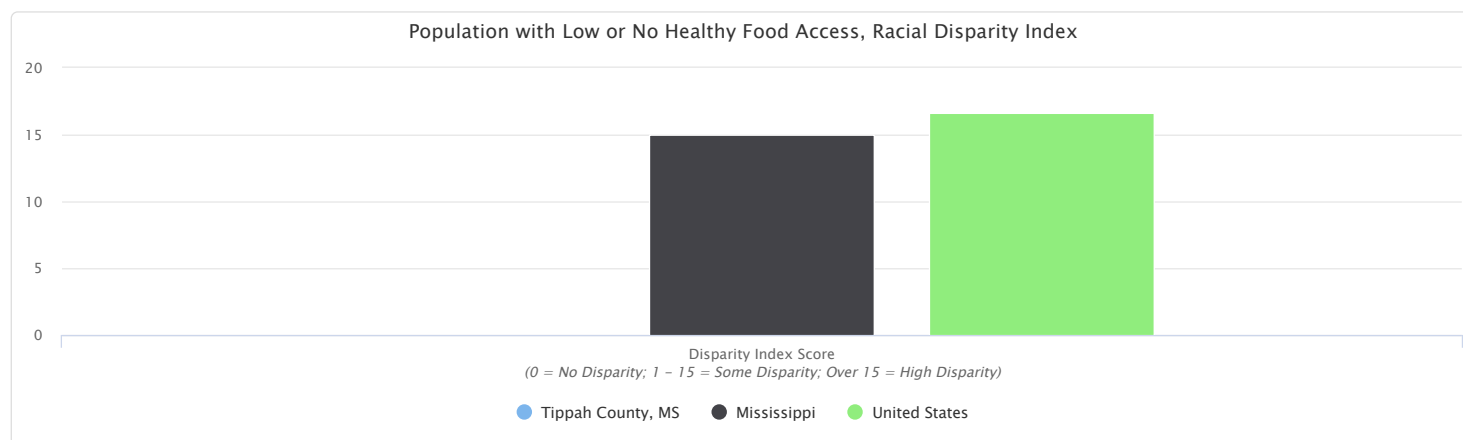 Population with Low or No Healthy Food Access, Racial Disparity Index
20
15
10
5
0
Disparity Index Score
(0 = No Disparity; 1 – 15 = Some Disparity; Over 15 = High Disparity)
Tippah County, MS Mississippi United States